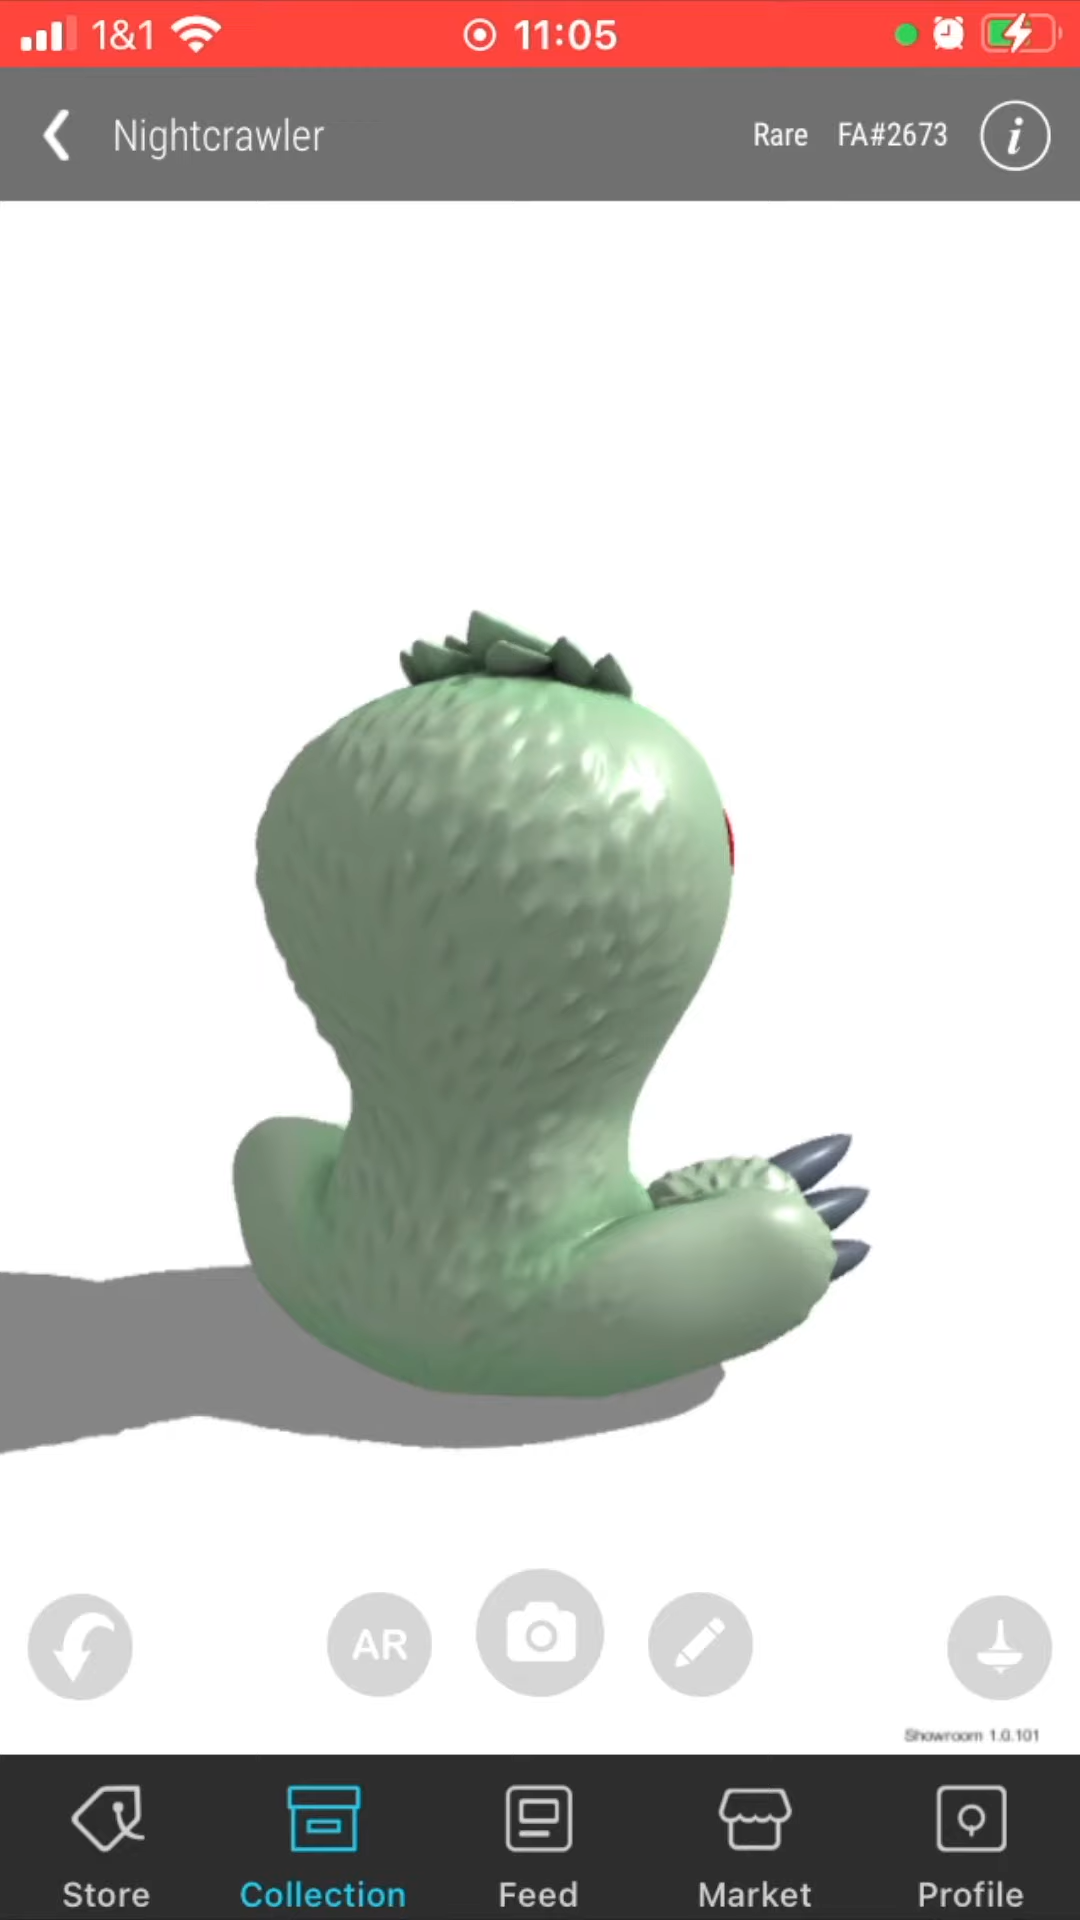 1&1 11:05
Nightcrawler Rare FA#2673 i
AR
Showroom 1.0.101
Store Collection Feed Market Profile